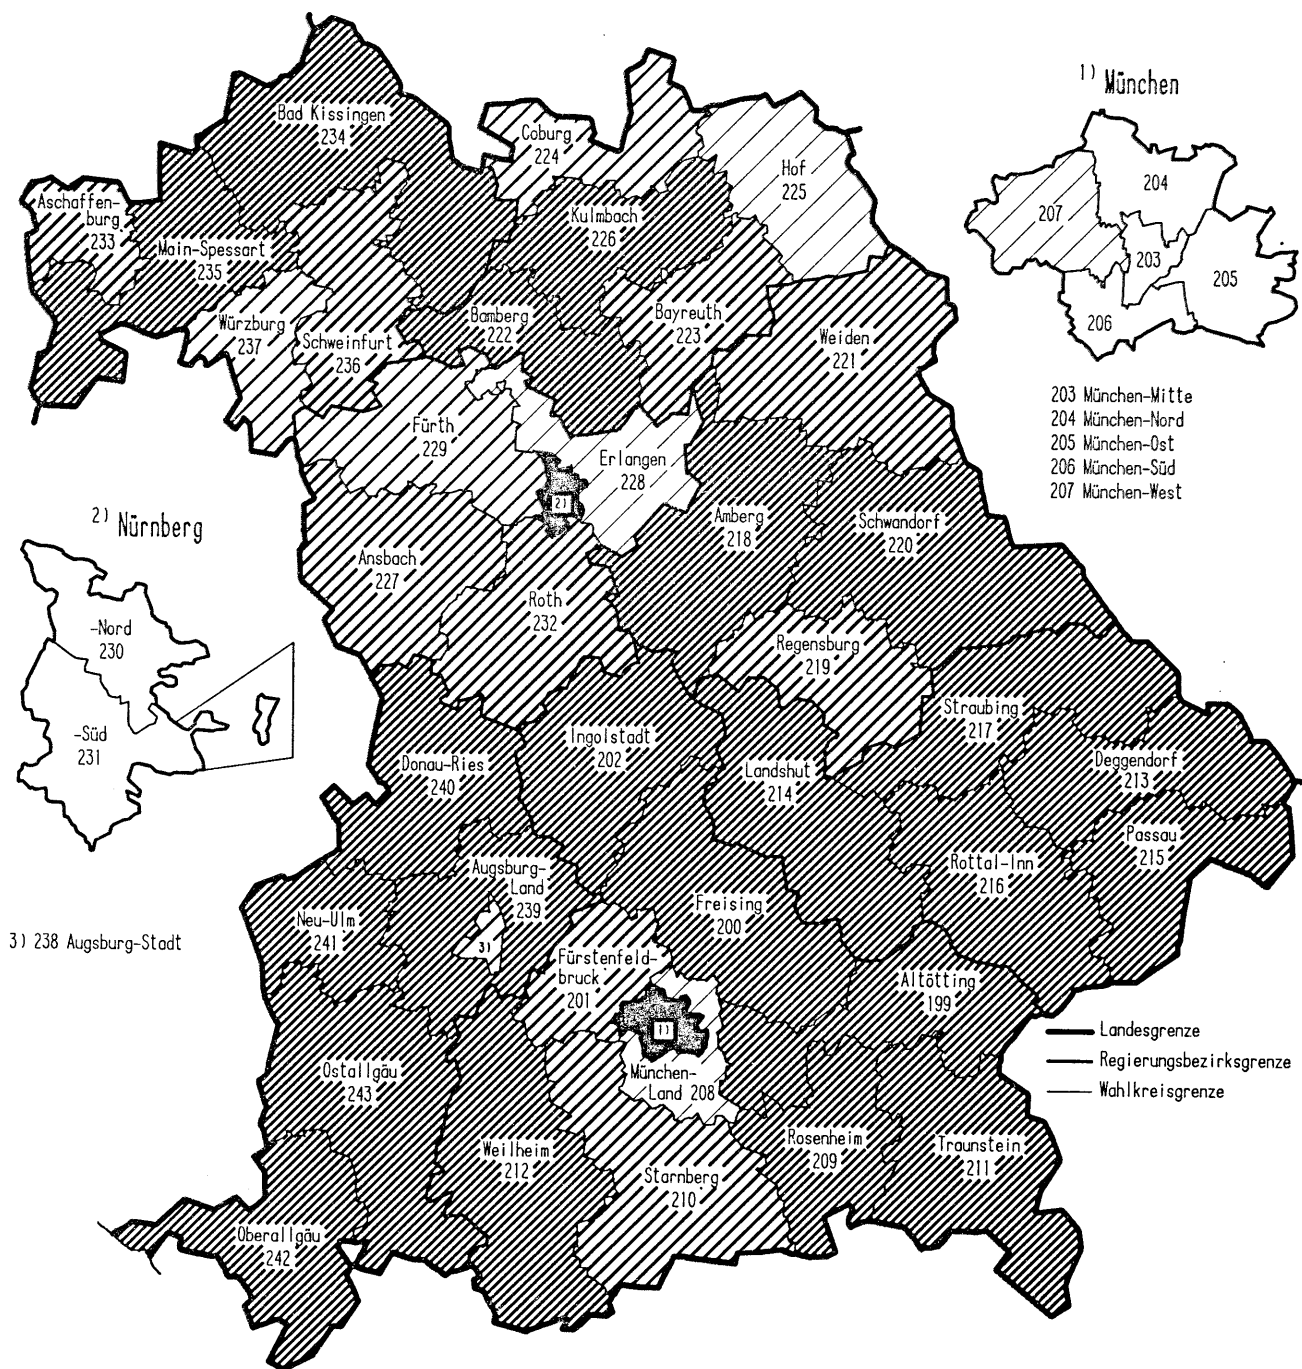 1) München
204
207
203
205
206
203 München-Mitte
204 München-Nord
205 München-Ost
206 München-Süd
207 München-West
Bad Kissingen
234
Coburg
224
Hof
225
Aschaffen-
burg
233
Main-Spessart
235
Kulmbach
226
Würzburg
237
Schweinfurt
236
Bamberg
222
Bayreuth
223
Weiden
221
Fürth
229
Erlangen
228
2)
Amberg
218
Schwandorf
220
2) Nürnberg
-Nord
230
-Süd
231
Ansbach
227
Roth
232
Regensburg
219
Straubing
217
Ingolstadt
202
Donau-Ries
240
Landshut
214
Deggendorf
213
Passau
215
Augsburg-
Land
239
Rottal-Inn
216
Neu-Ulm
241
Freising
200
3) 238 Augsburg-Stadt
3)
Fürstenfeld-
bruck
201
Altötting
199
1)
München-
Land 208
Landesgrenze
Regierungsbezirksgrenze
Wahlkreisgrenze
Ostallgäu
243
Weilheim
212
Starnberg
210
Rosenheim
209
Traunstein
211
Oberallgäu
242